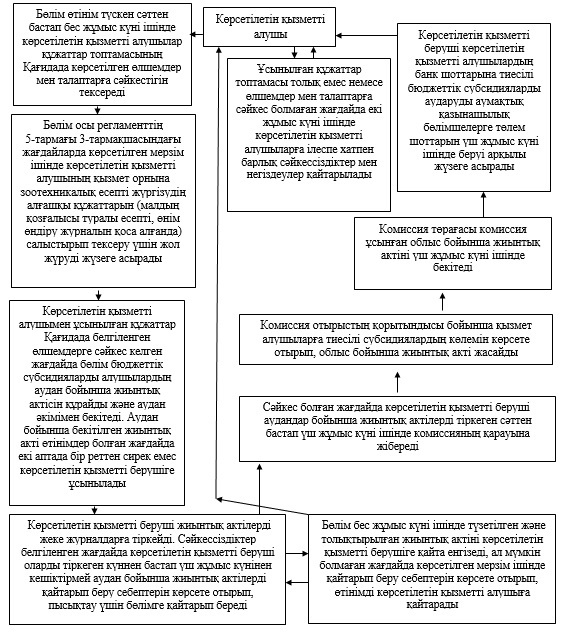 Көрсетілетін қызметті
алушы
Бөлім өтінім түскен сәттен
бастап бес жұмыс күні ішінде
көрсетілетін қызметті алушылар
құжаттар топтамасының
Қағидада көрсетілген өлшемдер
мен талаптарға сәйкестігін
тексереді
Бөлім осы регламенттің
5-тармағы 3-тармақшасындағы
жағдайларда көрсетілген мерзім
ішінде көрсетілетін қызметті
алушының қызмет орнына
зоотехникалық есепті жүргізудің
алғашқы құжаттарын (малдың
қозғалысы туралы есепті, өнім
өндіру журналын қоса алғанда)
салыстырып тексеру үшін жол
жүруді жүзеге асырады
Көрсетілетін қызметті
алушымен ұсынылған құжаттар
Қағидада белгіленген
өлшемдерге сәйкес келген
жағдайда бөлім бюджеттік
субсидияларды алушылардың
аудан бойынша жиынтық
актісін құрайды және аудан
әкімімен бекітеді. Аудан
бойынша бекітілген жиынтық
акті өтінімдер болған жағдайда
екі аптада бір реттен сирек емес
көрсетілетін қызметті берушіге
ұсынылады
Көрсетілетін қызметті беруші жиынтық актілерді
жеке журналдарға тіркейді. Сәйкессіздіктер
белгіленген жағдайда көрсетілетін қызметті беруші
оларды тіркеген күннен бастап үш жұмыс күнінен
кешіктірмей аудан бойынша жиынтық актілерді
қайтарып беру себептерін көрсете отырып,
пысықтау үшін бөлімге қайтарып береді
Бөлім бес жұмыс күні ішінде түзетілген және
толықтырылған жиынтық актіні көрсетілетін
қызметті берушіге қайта енгізеді, ал мүмкін
болмаған жағдайда көрсетілген мерзім ішінде
қайтарып беру себептерін көрсете отырып,
өтінімді көрсетілетін қызметті алушыға
қайтарады
Ұсынылған құжаттар
топтамасы толық емес немесе
өлшемдер мен талаптарға
сәйкес болмаған жағдайда екі
жұмыс күні ішінде
көрсетілетін қызметті
алушыларға ілеспе хатпен
барлық сәйкессіздіктер мен
негіздеулер қайтарылады
Сәйкес болған жағдайда көрсетілетін қызметті беруші
аудандар бойынша жиынтық актілерді тіркеген сәттен
бастап үш жұмыс күні ішінде комиссияның қарауына
жібереді
Комиссия отырыстың қорытындысы бойынша қызмет
алушыларға тиесілі субсидиялардың көлемін көрсете
отырып, облыс бойынша жиынтық акті жасайды
Комиссия төрағасы комиссия
ұсынған облыс бойынша жиынтық
актіні үш жұмыс күні ішінде
бекітеді
Көрсетілетін қызметті
беруші көрсетілетін
қызметті алушылардың
банк шоттарына тиесілі
бюджеттік субсидияларды
аударуды аумақтық
қазынашылық
бөлімшелерге төлем
шоттарын үш жұмыс күні
ішінде беруі арқылы
жүзеге асырады